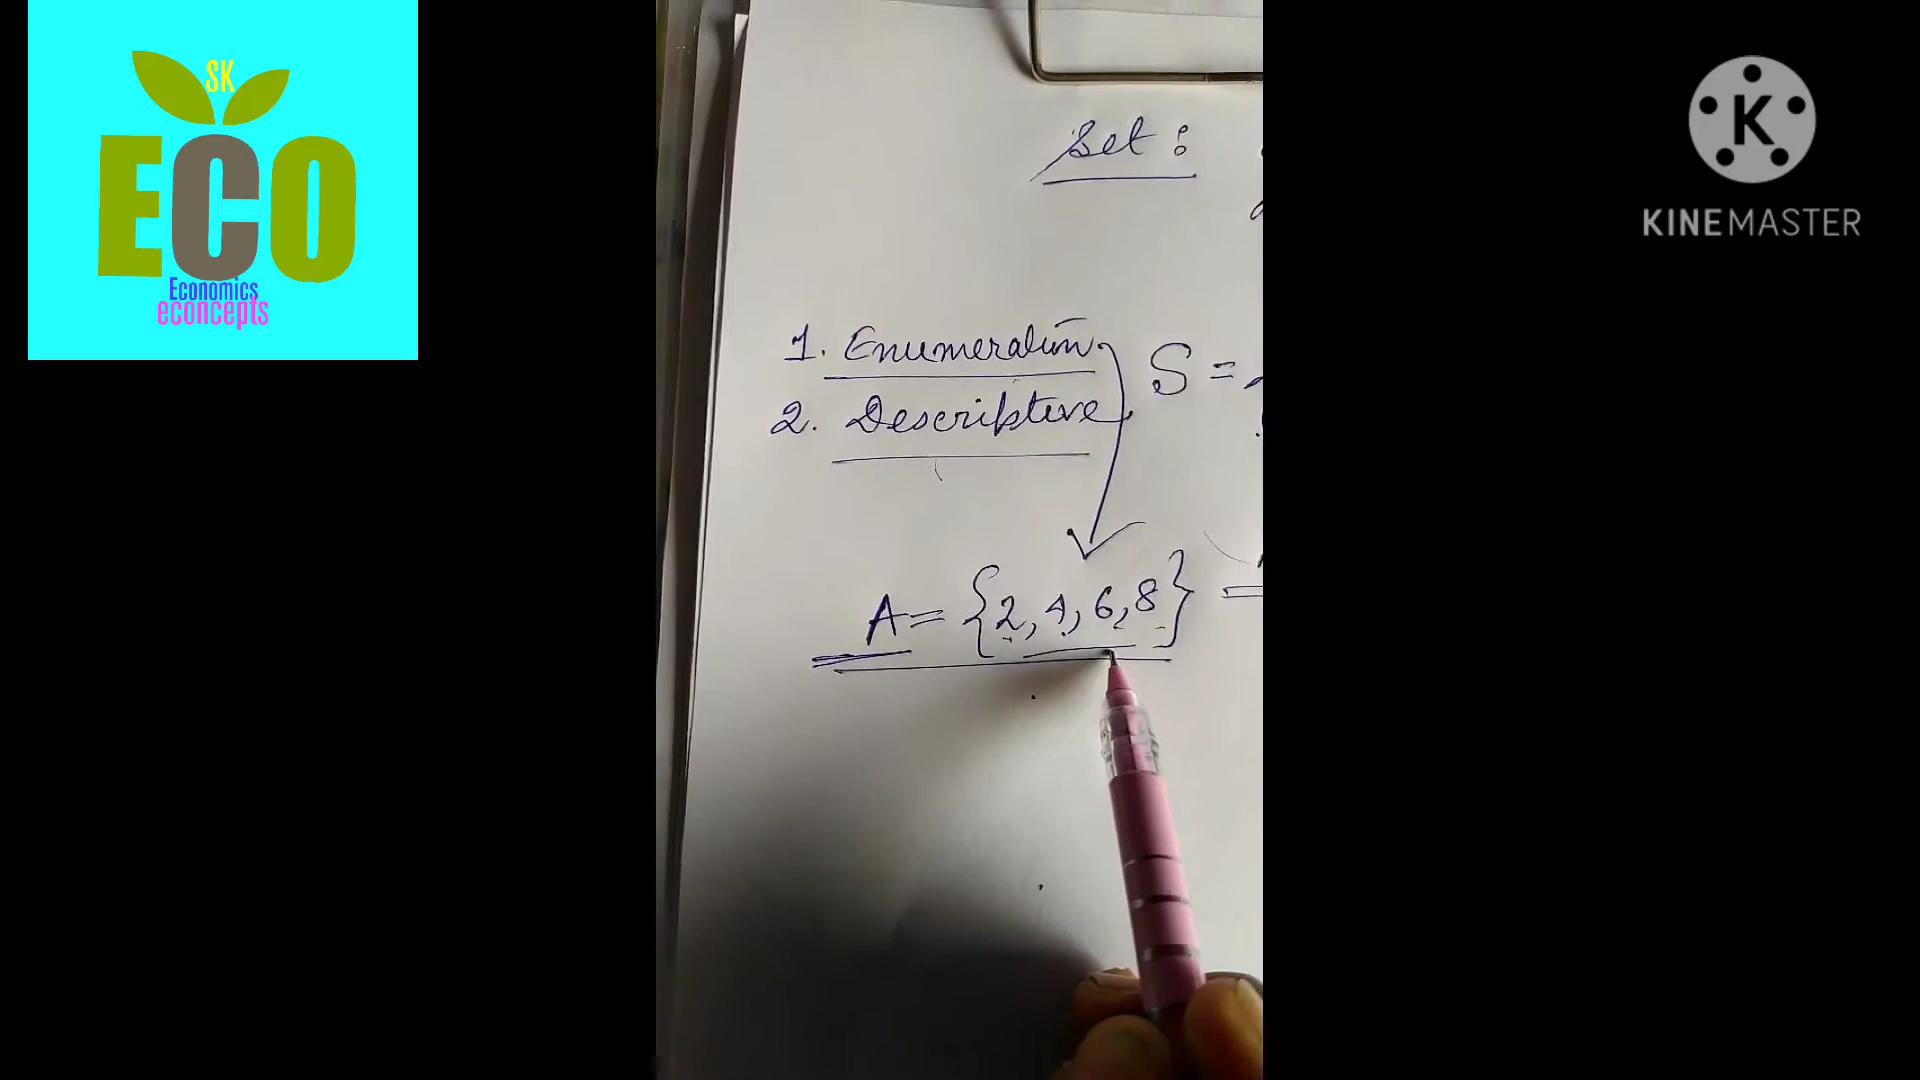 SK
ECO
Economics
econcepts
K
KINEMASTER
Set :
1. Enumeration
S =
2. Descriptive
A = {2, 4, 6, 8} =